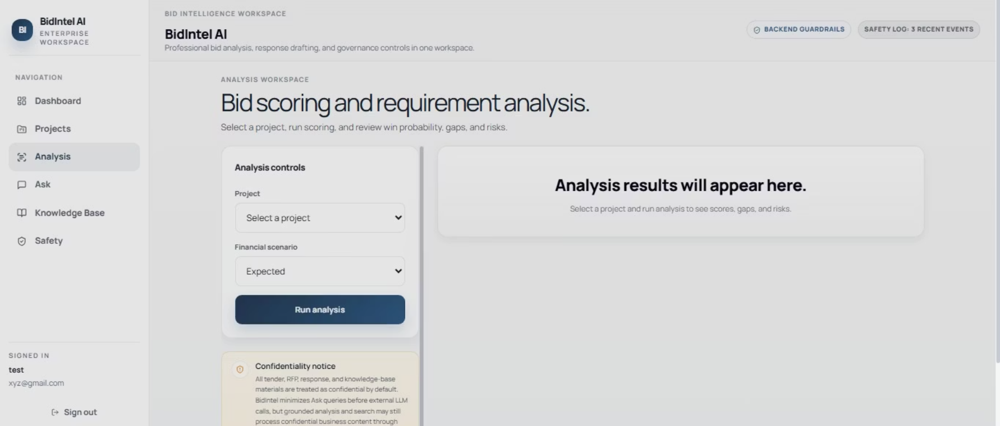 BI
BidIntel AI
ENTERPRISE
WORKSPACE
NAVIGATION
Dashboard
Projects
Analysis
Ask
Knowledge Base
Safety
SIGNED IN
test
xyz@gmail.com
Sign out
BID INTELLIGENCE WORKSPACE
BidIntel AI
Professional bid analysis, response drafting, and governance controls in one workspace.
BACKEND GUARDRAILS
SAFETY LOG: 3 RECENT EVENTS
ANALYSIS WORKSPACE
Bid scoring and requirement analysis.
Select a project, run scoring, and review win probability, gaps, and risks.
Analysis controls
Project
Select a project
Financial scenario
Expected
Run analysis
Confidentiality notice
All tender, RFP, response, and knowledge-base
materials are treated as confidential by default.
BidIntel minimizes Ask queries before external LLM
calls, but grounded analysis and search may still
process confidential business content through
Analysis results will appear here.
Select a project and run analysis to see scores, gaps, and risks.